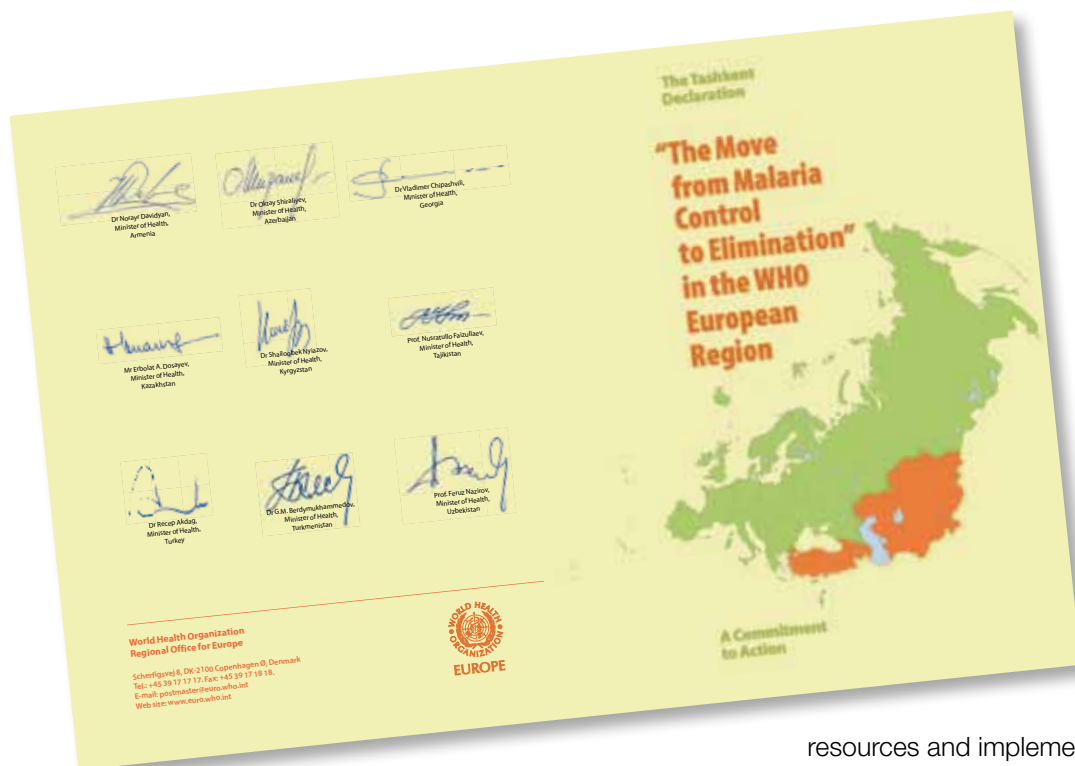 The Tashkent
Declaration
"The Move
from Malaria
Control
to Elimination"
in the WHO
European
Region
A Commitment
to Action
Dr Norayr Davidyan,
Minister of Health,
Armenia
Dr Oktay Shiraliyev,
Minister of Health,
Azerbaijan
Dr Vladimer Chipashvili,
Minister of Health,
Georgia
Mr Erbolat A. Dosayev,
Minister of Health,
Kazakhstan
Dr Shailoobek Nyiazov,
Minister of Health,
Kyrgyzstan
Prof. Nusratullo Faizullaev,
Minister of Health,
Tajikistan
Dr Recep Akdag,
Minister of Health,
Turkey
Dr G.M. Berdymukhammedov,
Minister of Health,
Turkmenistan
Prof. Feruz Nazirov,
Minister of Health,
Uzbekistan
World Health Organization
Regional Office for Europe
Scherfigsvej 8, DK-2100 Copenhagen Ø, Denmark
Tel.: +45 39 17 17 17. Fax: +45 39 17 18 18.
E-mail: postmaster@euro.who.int
Web site: www.euro.who.int
WORLD HEALTH
ORGANIZATION
EUROPE
resources and impleme